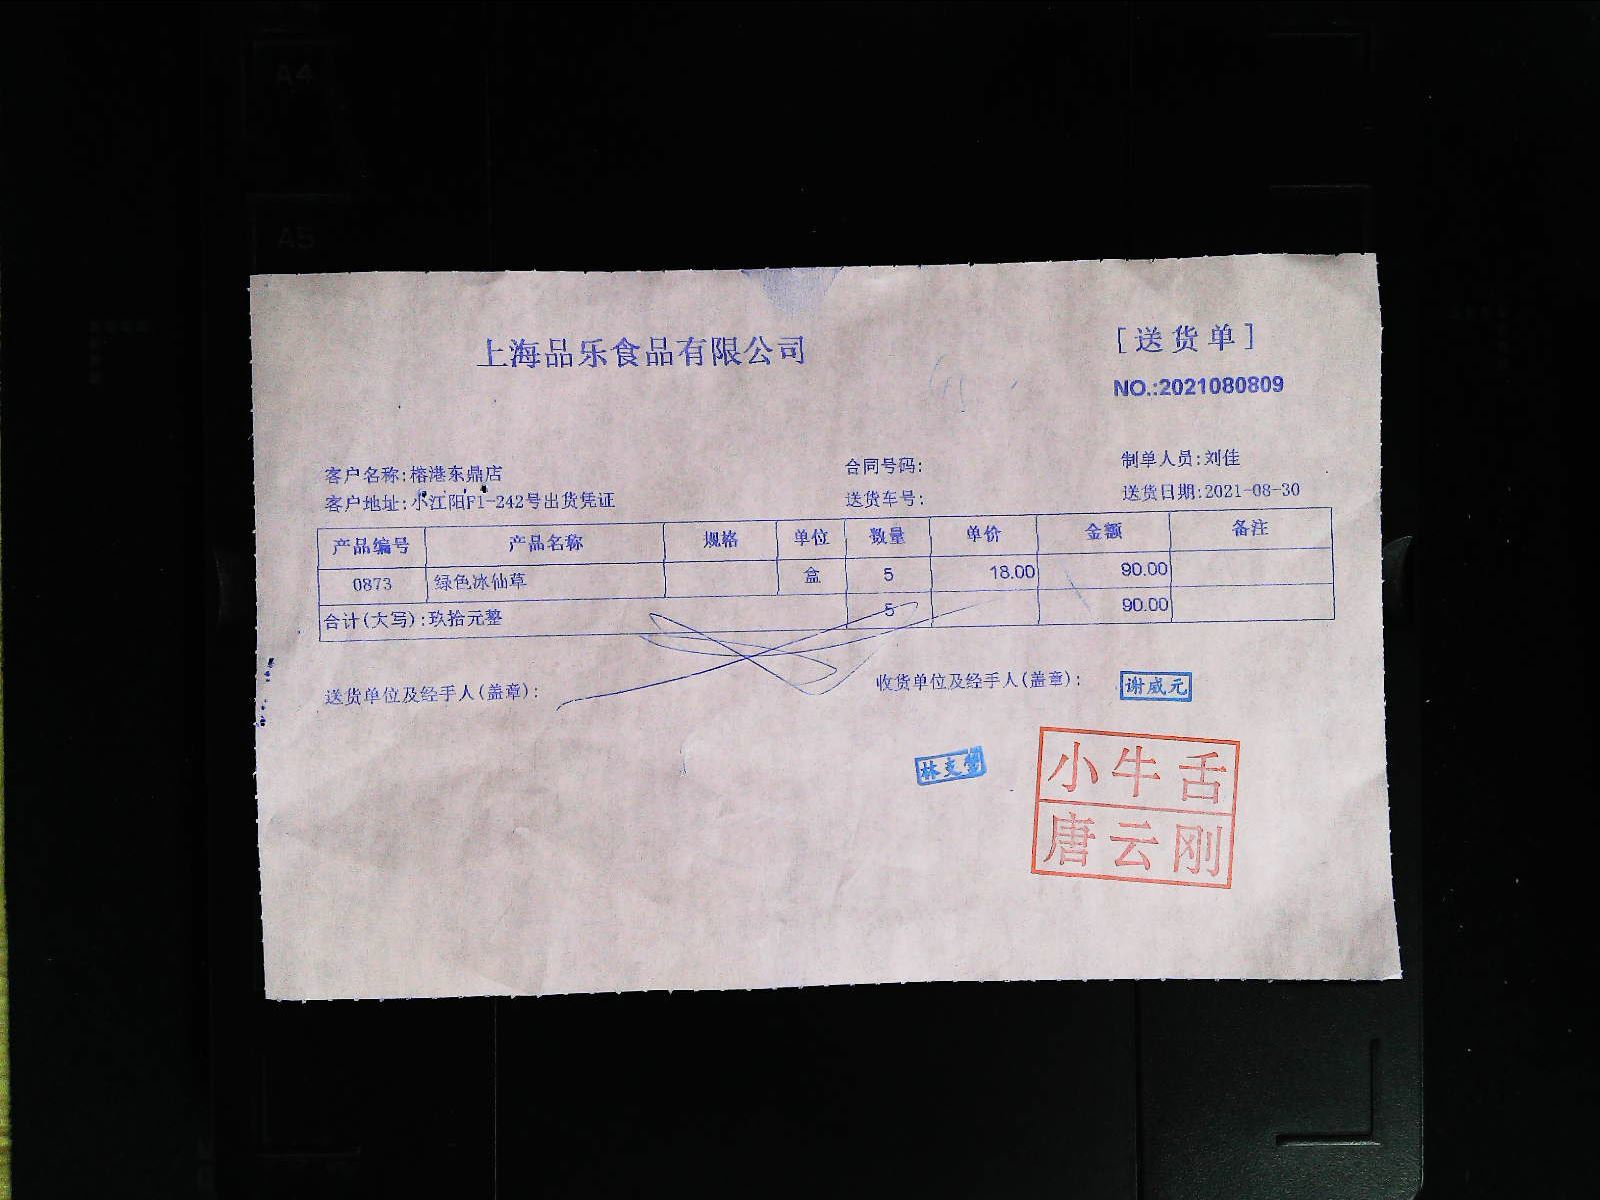 A4
A5
上海品乐食品有限公司
[送货单]
NO.:2021080809
客户名称:榕港东鼎店
合同号码:
制单人员:刘佳
客户地址:小江阳F1-242号出货凭证
送货车号:
送货日期:2021-08-30
产品编号 产品名称 规格 单位 数量 单价 金额 备注
0873 绿色冰仙草 盒 5 18.00 90.00
合计(大写):玖拾元整 5 90.00
送货单位及经手人(盖章):
收货单位及经手人(盖章):
谢威元
小牛舌
唐云刚